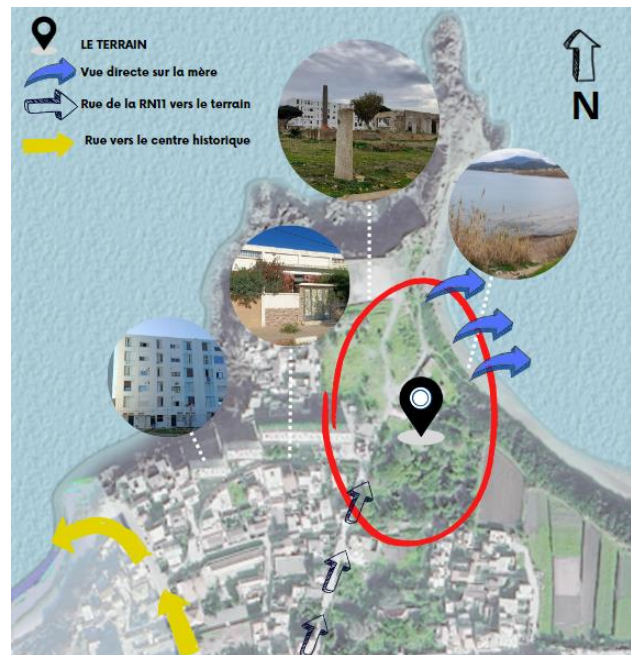 LE TERRAIN
Vue directe sur la mère
Rue de la RN11 vers le terrain
Rue vers le centre historique
N